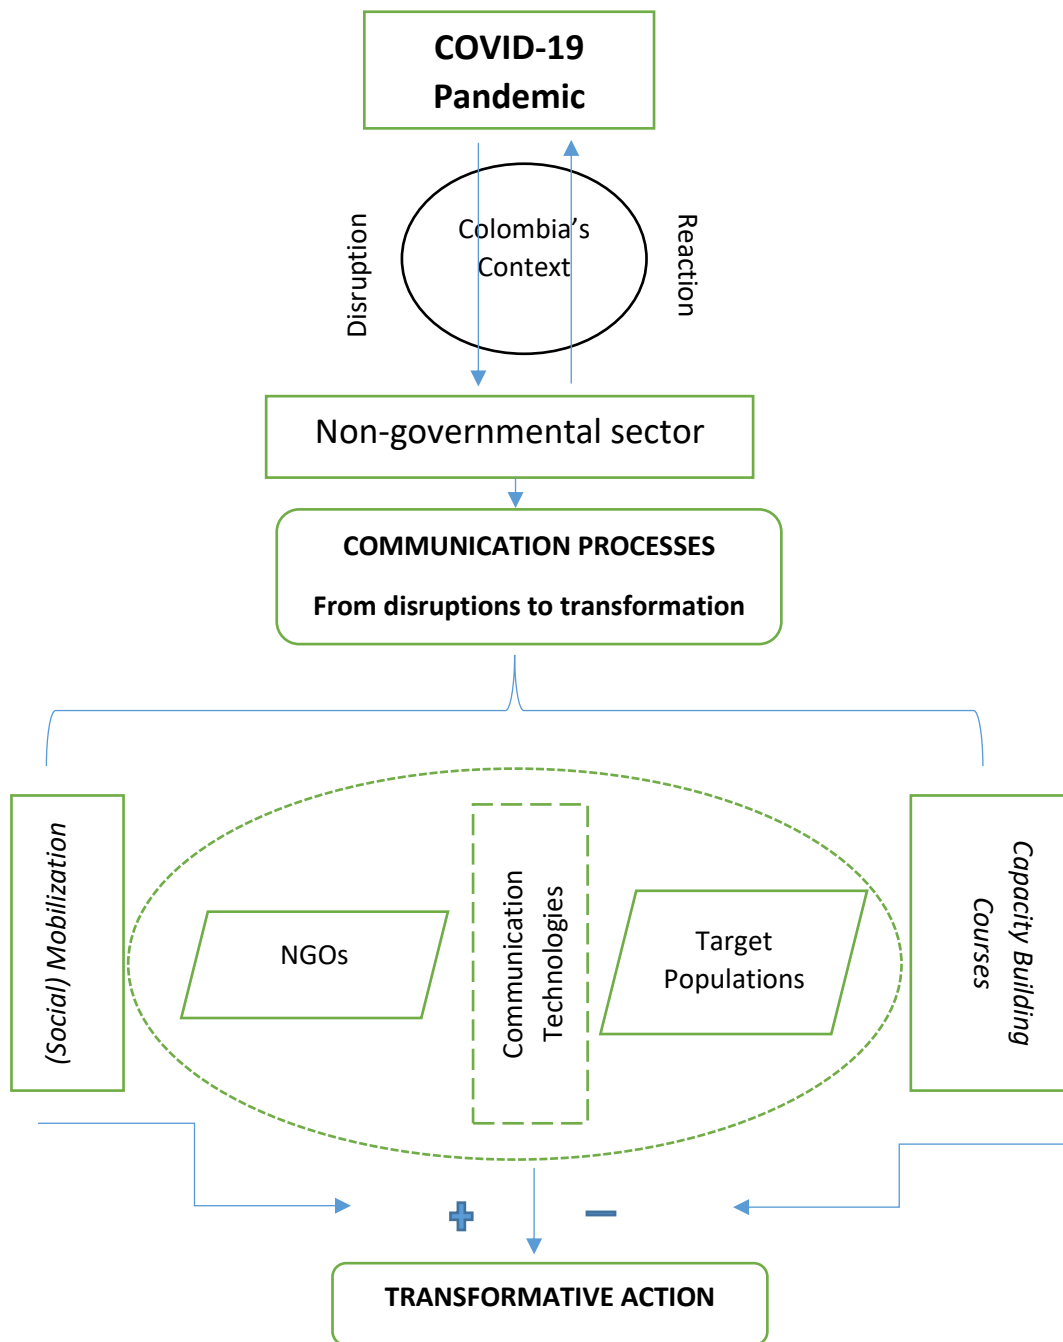 COVID-19
Pandemic
Disruption
Colombia’s
Context
Reaction
Non-governmental sector
COMMUNICATION PROCESSES
From disruptions to transformation
(Social) Mobilization
NGOs
Communication
Technologies
Target
Populations
Capacity Building
Courses
+
−
TRANSFORMATIVE ACTION